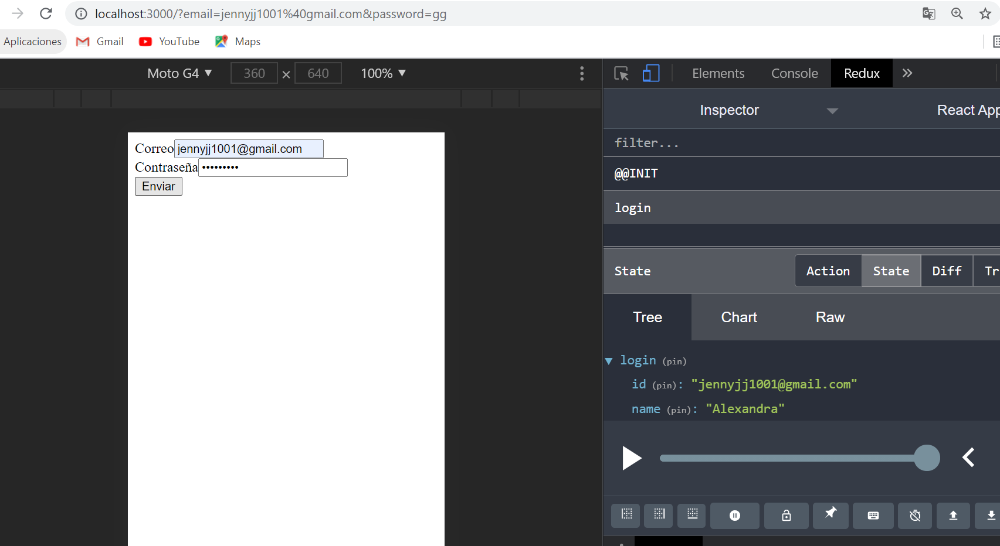 localhost:3000/?email=jennyjj1001%40gmail.com&password=gg
Aplicaciones Gmail YouTube Maps
Moto G4 ▼ 360 × 640 100% ▼
Elements Console Redux »
Inspector React App
filter...
@@INIT
login
State Action State Diff Tr
Tree Chart Raw
login (pin)
id (pin): "jennyjj1001@gmail.com"
name (pin): "Alexandra"
Correo jennyjj1001@gmail.com
Contraseña •••••••••
Enviar